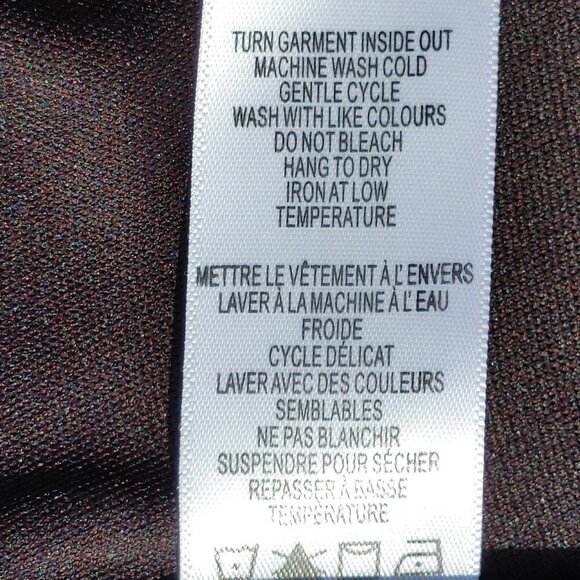 TURN GARMENT INSIDE OUT
MACHINE WASH COLD
GENTLE CYCLE
WASH WITH LIKE COLOURS
DO NOT BLEACH
HANG TO DRY
IRON AT LOW
TEMPERATURE
METTRE LE VÊTEMENT À L'ENVERS
LAVER À LA MACHINE À L'EAU
FROIDE
CYCLE DÉLICAT
LAVER AVEC DES COULEURS
SEMBLABLES
NE PAS BLANCHIR
SUSPENDRE POUR SÉCHER
REPASSER À BASSE
TEMPÉRATURE